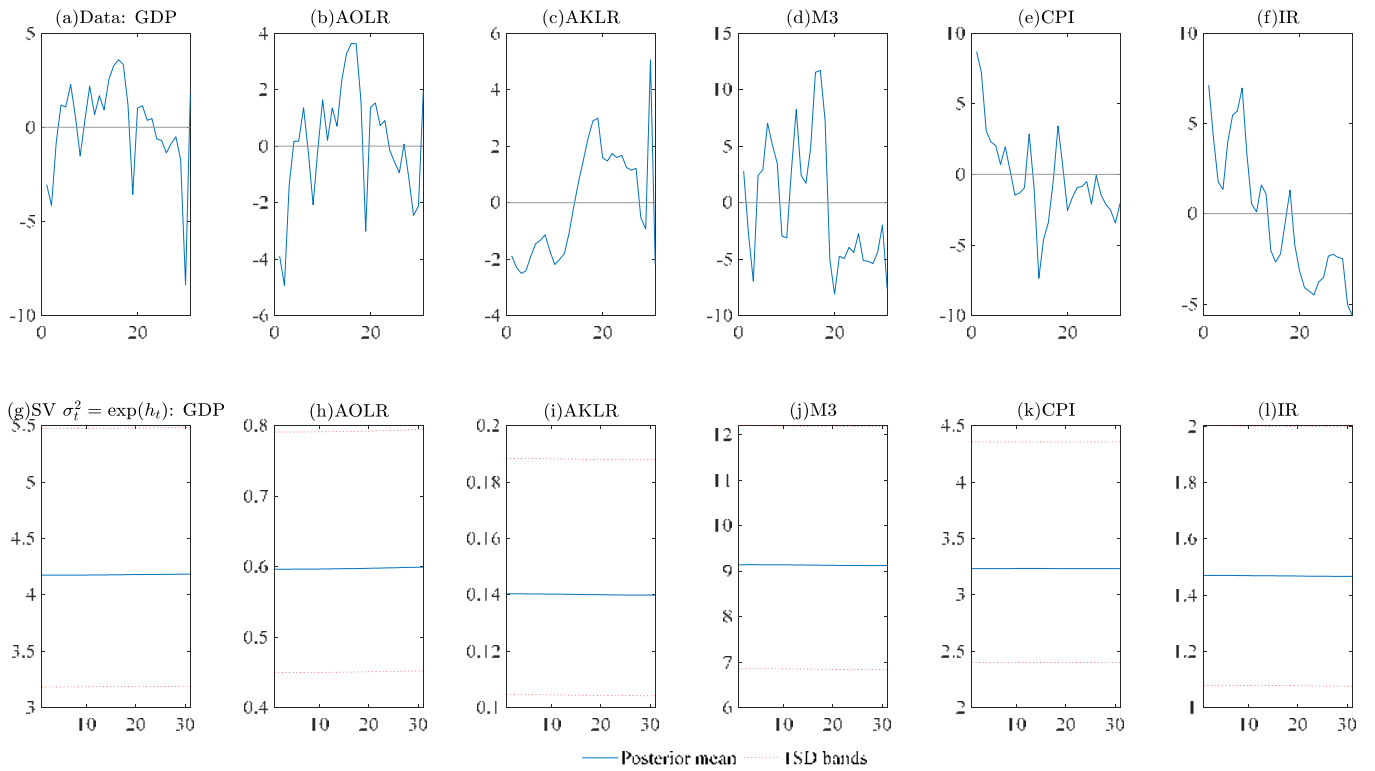 (a)Data: GDP (b)AOLR (c)AKLR (d)M3 (e)CPI (f)IR
5 4 6 15 10 10
2 4 10 5 5
0 0 2 5 0 0
-5 -2 0 0 -5 -5
-4 -2 -5
-10 -6 -4 -10 -10
0 20 0 20 0 20 0 20 0 20 0 20
(g)SV σ_t^2 = exp(h_t): GDP (h)AOLR (i)AKLR (j)M3 (k)CPI (l)IR
5.5 0.8 0.2 12 4.5 2
5 0.7 0.18 11 4 1.8
4.5 0.16 10 3.5 1.6
4 0.6 0.14 9 3 1.4
3.5 0.5 0.12 8 2.5 1.2
7
3 0.4 0.1 6 2 1
10 20 30 10 20 30 10 20 30 10 20 30 10 20 30 10 20 30
Posterior mean 1SD bands